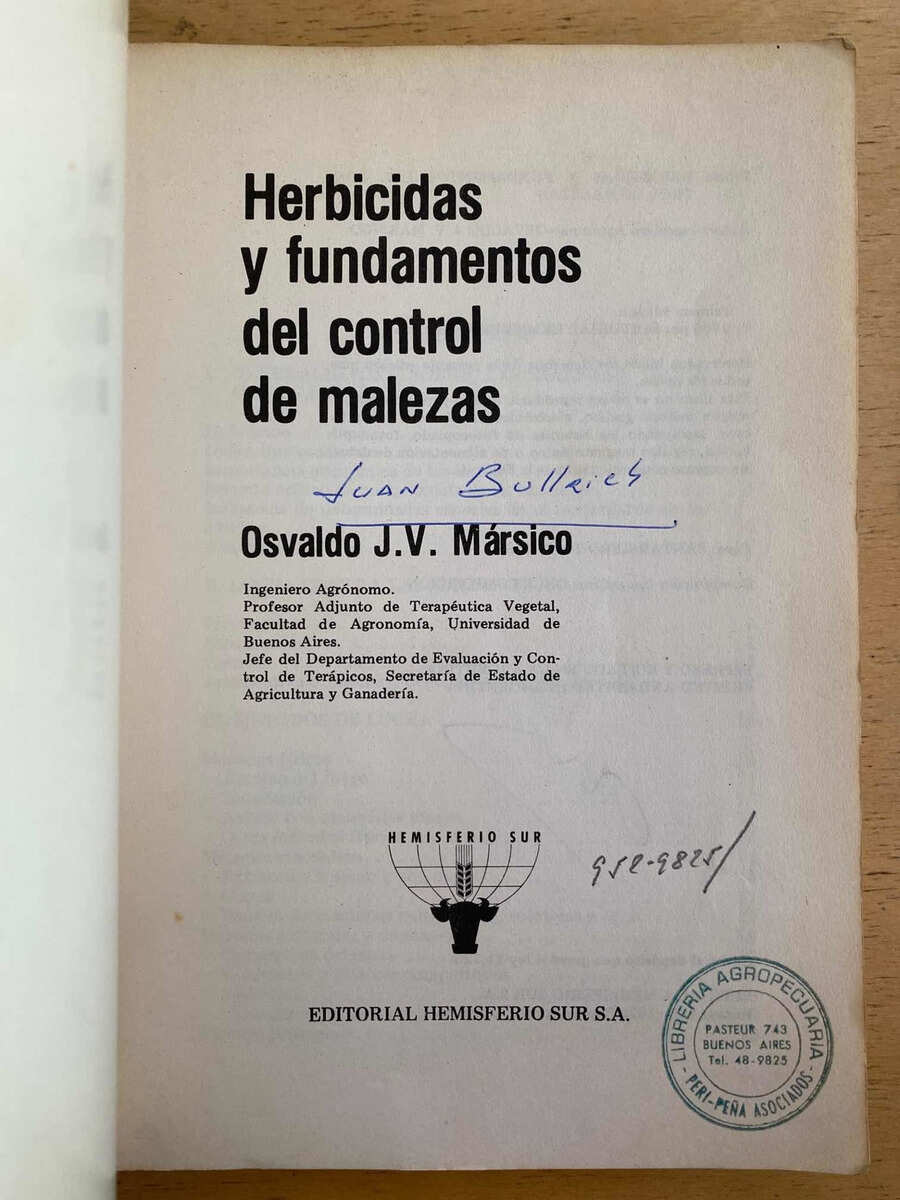 Herbicidas
y fundamentos
del control
de malezas
Juan Bullrich
Osvaldo J.V. Mársico
Ingeniero Agrónomo.
Profesor Adjunto de Terapéutica Vegetal,
Facultad de Agronomía, Universidad de
Buenos Aires.
Jefe del Departamento de Evaluación y Con-
trol de Terápicos, Secretaría de Estado de
Agricultura y Ganadería.
HEMISFERIO SUR
952-9825/
EDITORIAL HEMISFERIO SUR S.A.
LIBRERIA AGROPECUARIA
PASTEUR 743
BUENOS AIRES
Tel. 48-9825
PERI-PEÑA ASOCIADOS